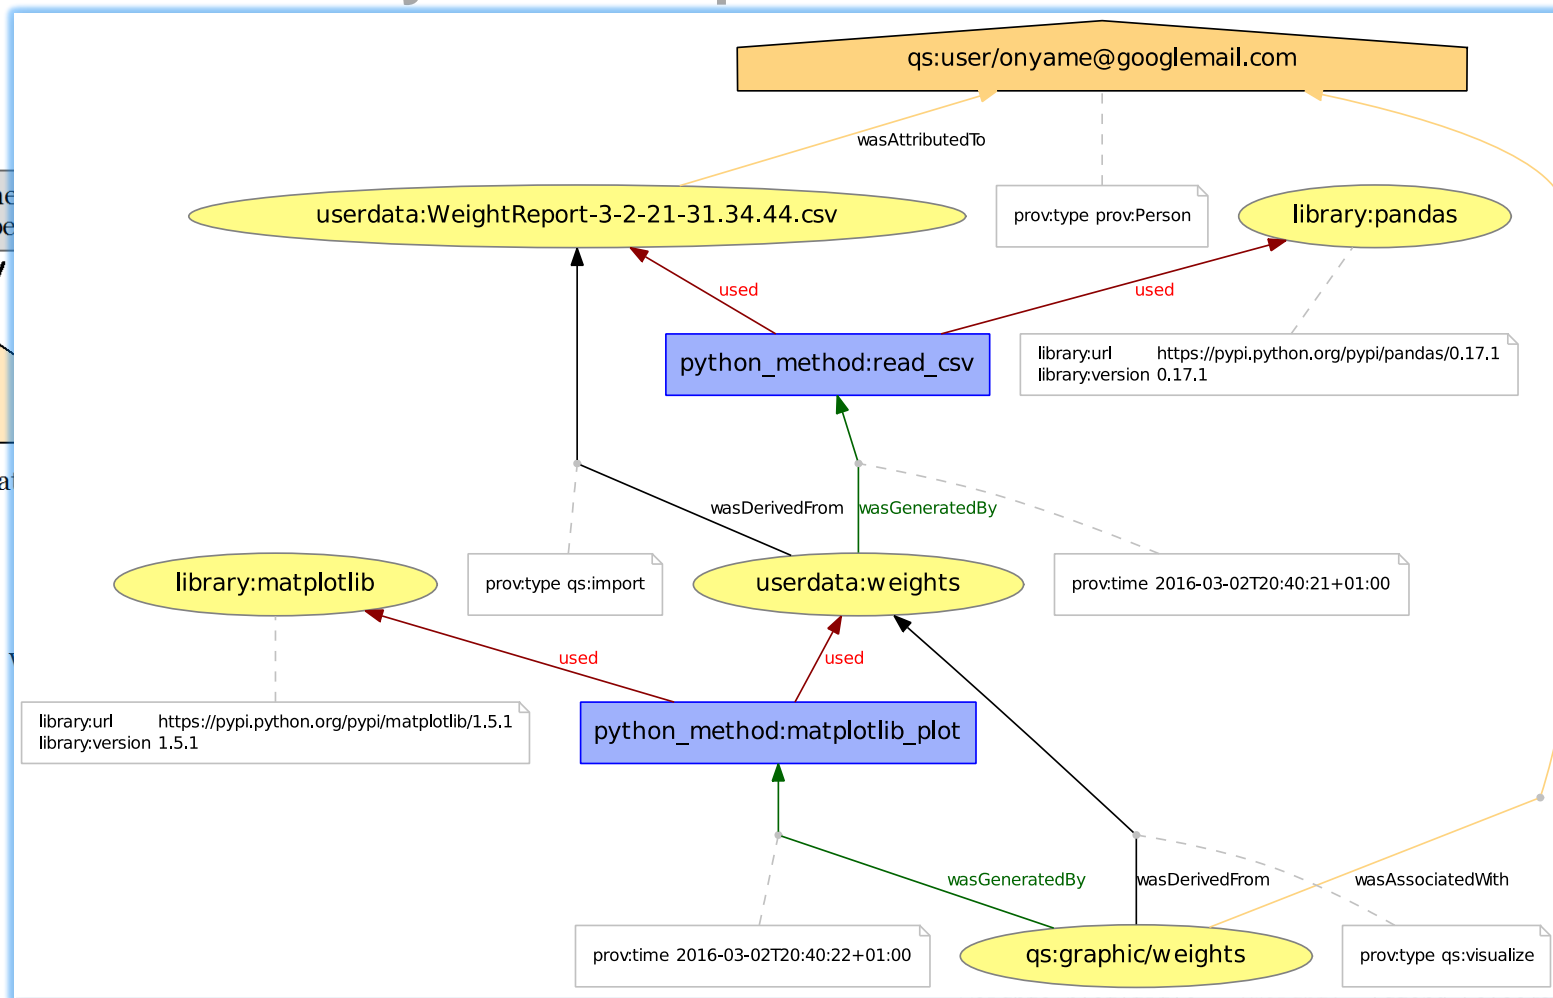 qs:user/onyame@googlemail.com
wasAttributedTo
userdata:WeightReport-3-2-21-31.34.44.csv
prov:type prov:Person
library:pandas
used
used
python_method:read_csv
library:url https://pypi.python.org/pypi/pandas/0.17.1
library:version 0.17.1
wasDerivedFrom
wasGeneratedBy
library:matplotlib
prov:type qs:import
userdata:weights
prov:time 2016-03-02T20:40:21+01:00
used
used
library:url https://pypi.python.org/pypi/matplotlib/1.5.1
library:version 1.5.1
python_method:matplotlib_plot
wasGeneratedBy
wasDerivedFrom
wasAssociatedWith
prov:time 2016-03-02T20:40:22+01:00
qs:graphic/weights
prov:type qs:visualize